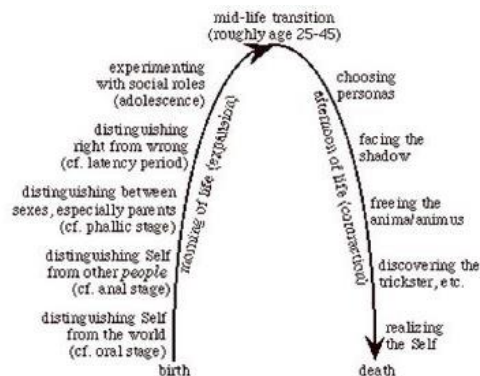 mid-life transition
(roughly age 25-45)
experimenting
with social roles
(adolescence)
distinguishing
right from wrong
(cf. latency period)
distinguishing between
sexes, especially parents
(cf. phallic stage)
distinguishing Self
from other people
(cf. anal stage)
distinguishing Self
from the world
(cf. oral stage)
birth
morning of life (expansion)
afternoon of life (contraction)
choosing
personas
facing the
shadow
freeing the
anima/animus
discovering the
trickster, etc.
realizing
the Self
death